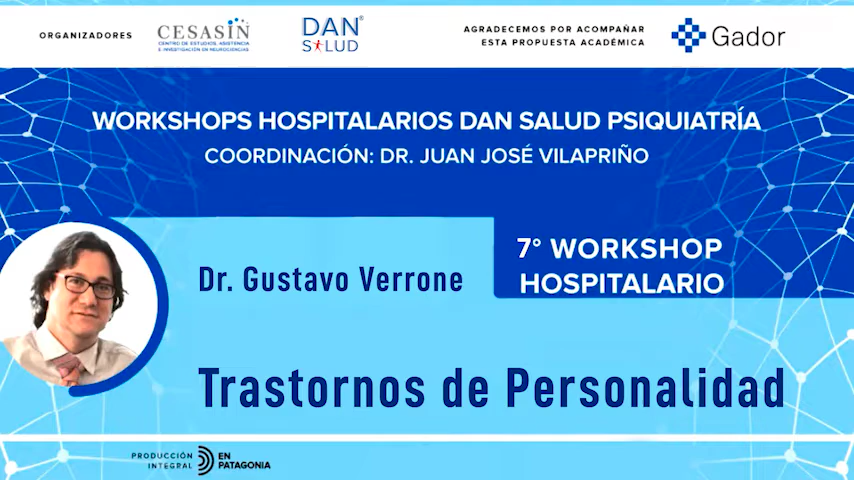 ORGANIZADORES
CESASIN
CENTRO DE ESTUDIOS, ASISTENCIA
E INVESTIGACIÓN EN NEUROCIENCIAS
DAN®
SALUD
AGRADECEMOS POR ACOMPAÑAR
ESTA PROPUESTA ACADÉMICA
Gador
WORKSHOPS HOSPITALARIOS DAN SALUD PSIQUIATRÍA
COORDINACIÓN: DR. JUAN JOSÉ VILAPRIÑO
7° WORKSHOP
HOSPITALARIO
Dr. Gustavo Verrone
Trastornos de Personalidad
PRODUCCIÓN
INTEGRAL
EN
PATAGONIA